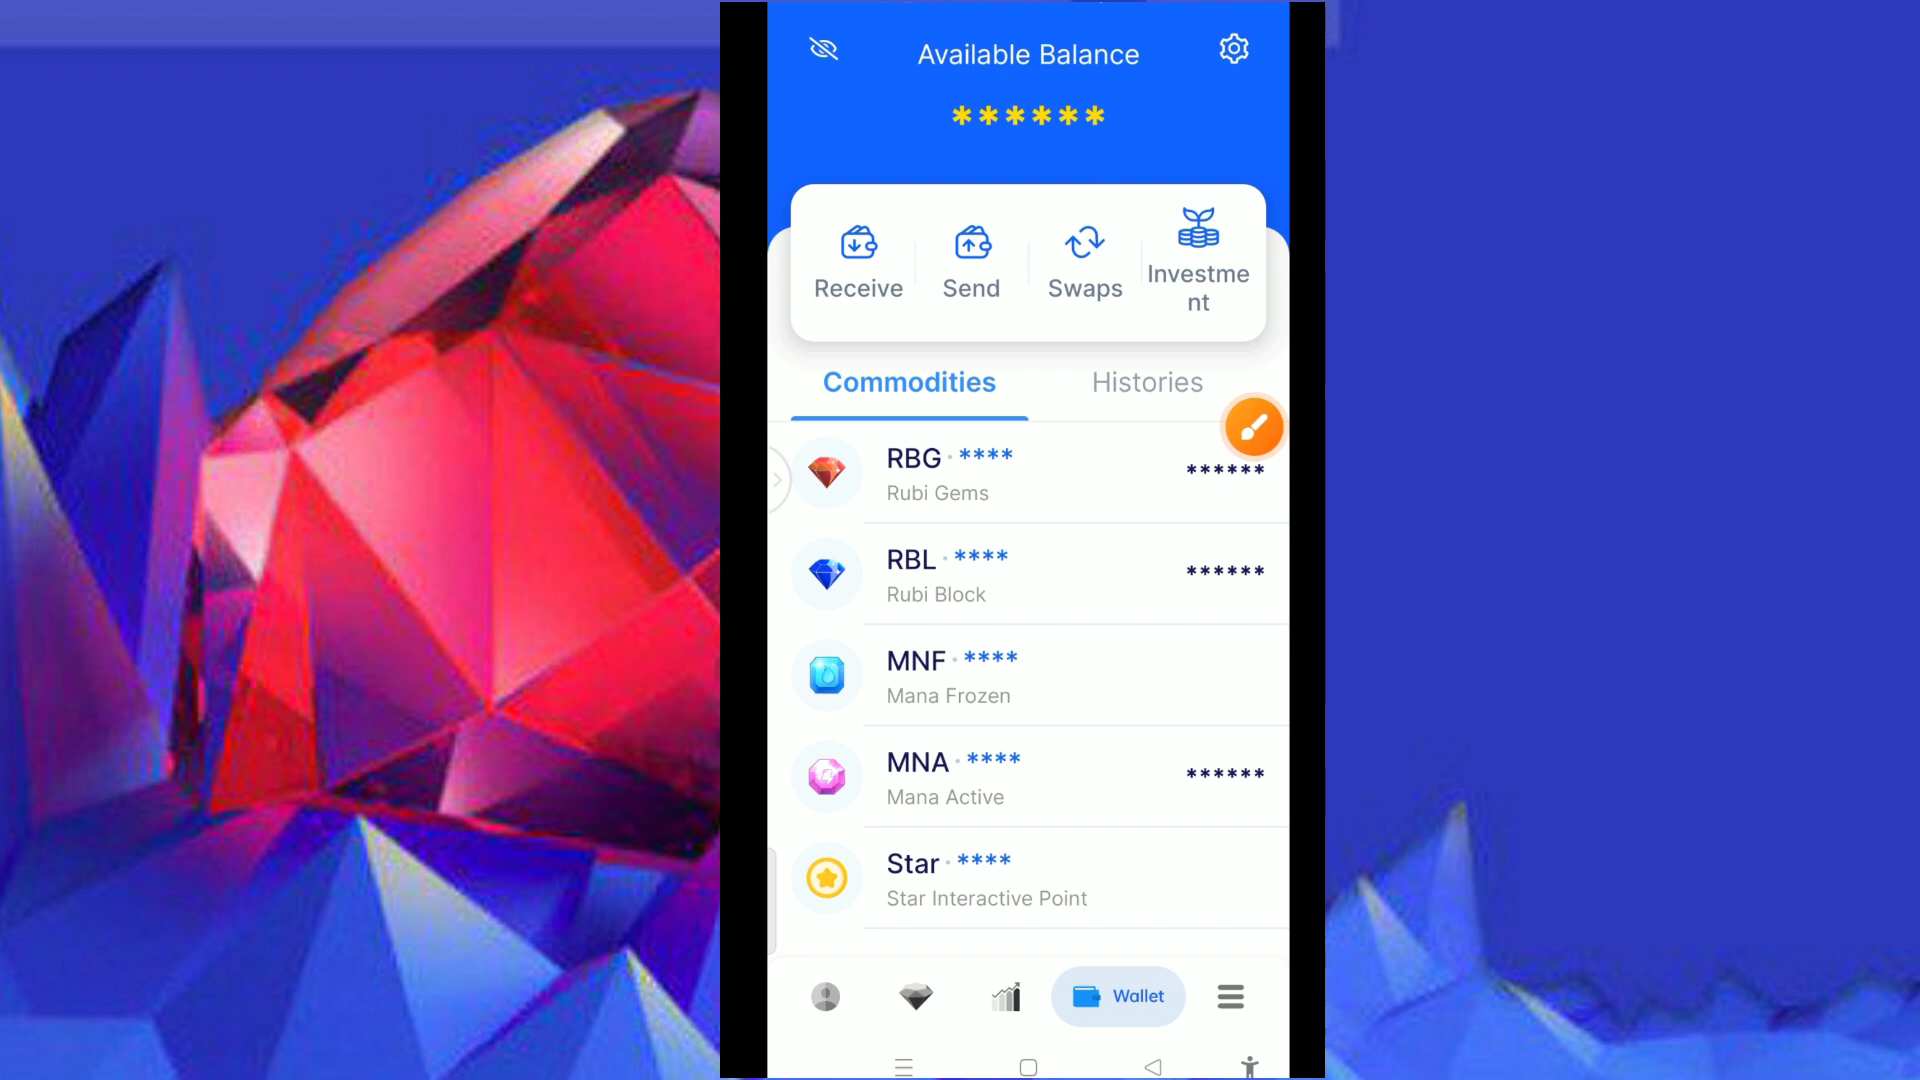 Available Balance
******
Receive
Send
Swaps
Investme
nt
Commodities
Histories
RBG · ****
******
Rubi Gems
RBL · ****
******
Rubi Block
MNF · ****
Mana Frozen
MNA · ****
******
Mana Active
Star · ****
Star Interactive Point
Wallet